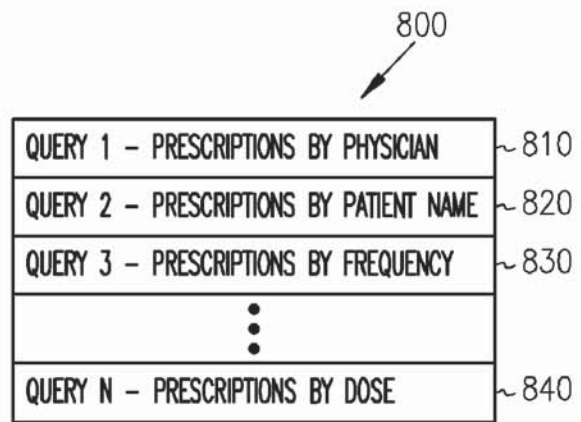 800
QUERY 1 – PRESCRIPTIONS BY PHYSICIAN 810
QUERY 2 – PRESCRIPTIONS BY PATIENT NAME 820
QUERY 3 – PRESCRIPTIONS BY FREQUENCY 830
QUERY N – PRESCRIPTIONS BY DOSE 840